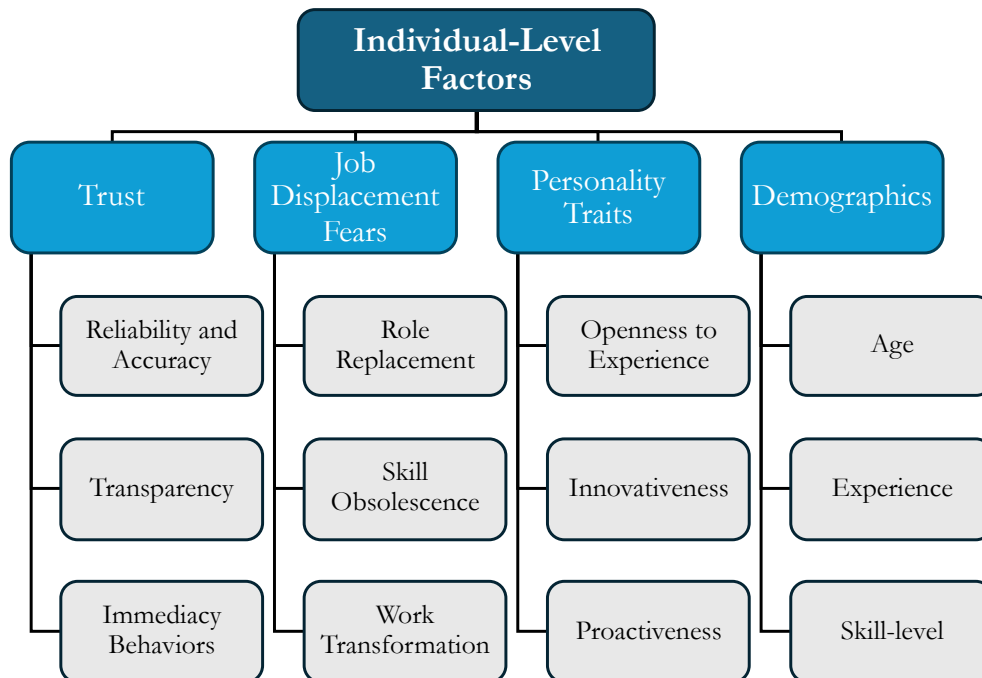 Individual-Level
Factors
Trust
Job
Displacement
Fears
Personality
Traits
Demographics
Reliability and
Accuracy
Role
Replacement
Openness to
Experience
Age
Transparency
Skill
Obsolescence
Innovativeness
Experience
Immediacy
Behaviors
Work
Transformation
Proactiveness
Skill-level